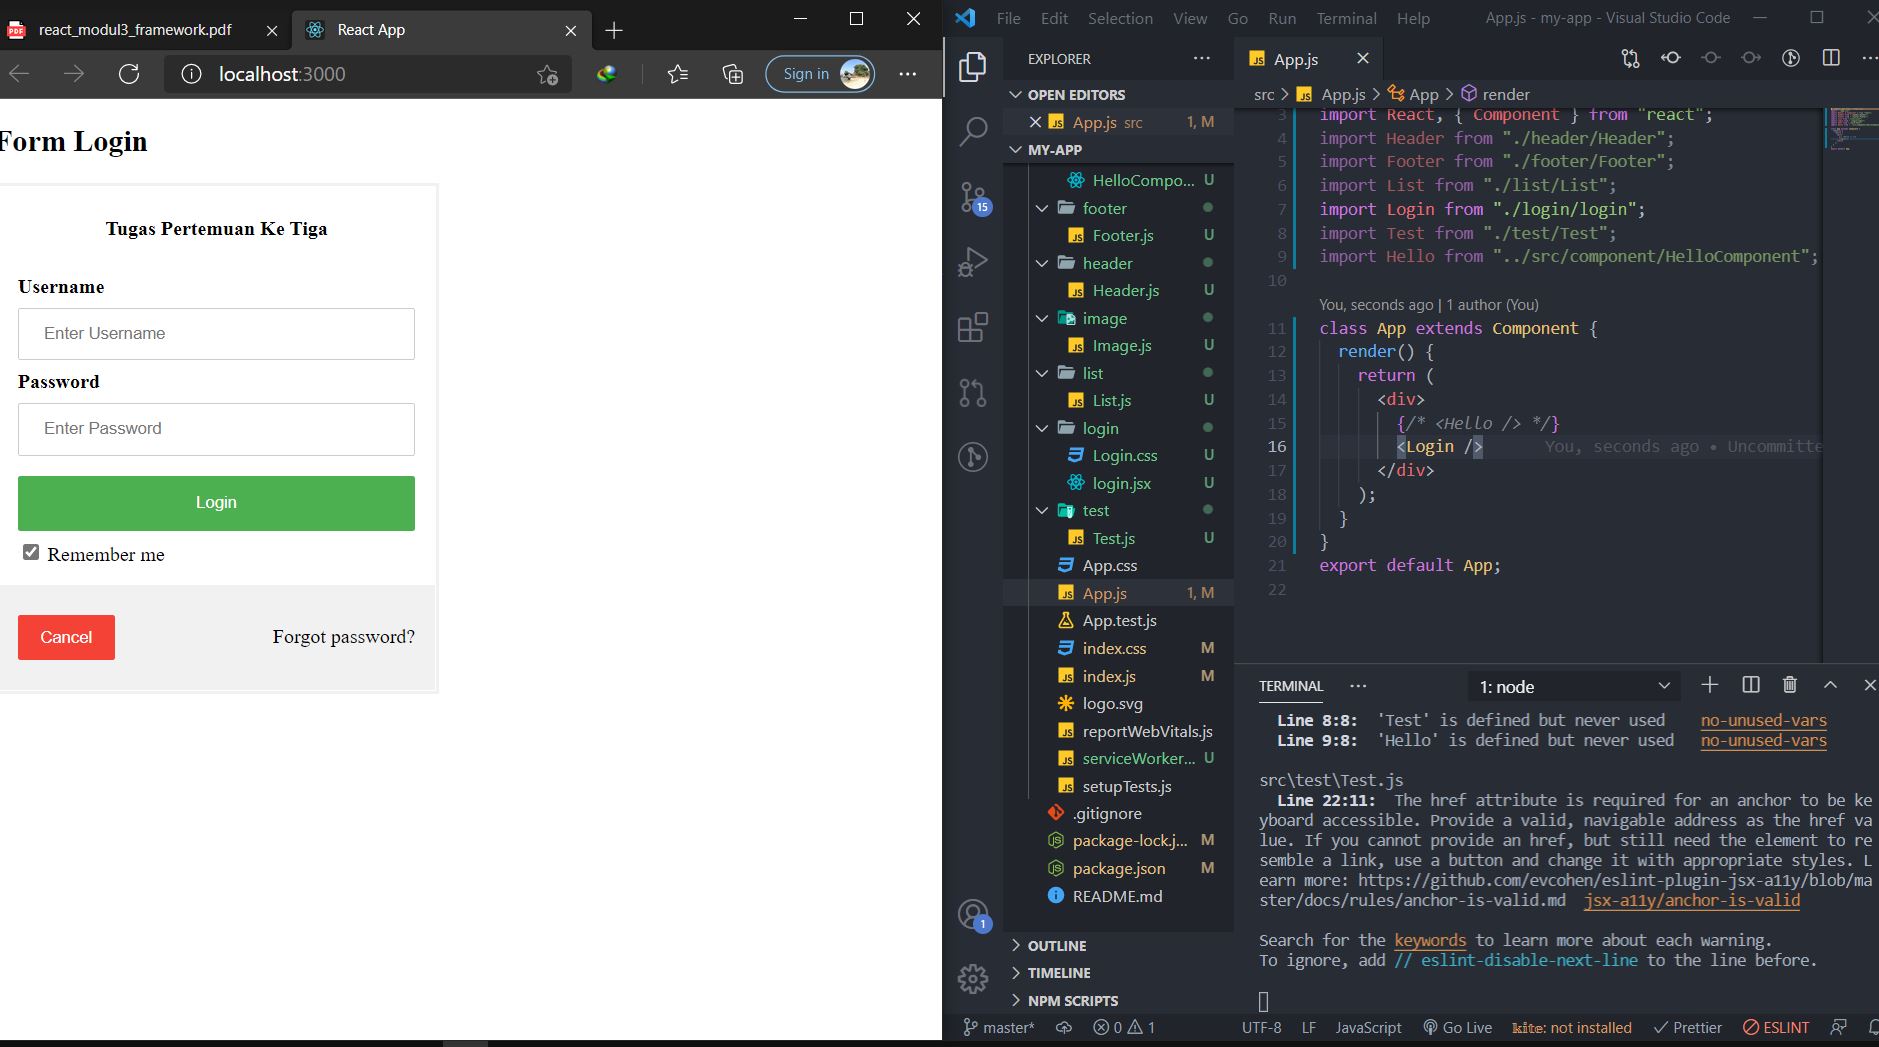 react_modul3_framework.pdf
React App
localhost:3000
Sign in
Form Login
Tugas Pertemuan Ke Tiga
Username
Enter Username
Password
Enter Password
Login
Remember me
Cancel
Forgot password?
File Edit Selection View Go Run Terminal Help App.js - my-app - Visual Studio Code
EXPLORER
OPEN EDITORS
App.js src 1, M
MY-APP
HelloCompo... U
footer
Footer.js U
header
Header.js U
image
Image.js U
list
List.js U
login
Login.css U
login.jsx U
test
Test.js U
App.css
App.js 1, M
App.test.js
index.css M
index.js M
logo.svg
reportWebVitals.js
serviceWorker... U
setupTests.js
.gitignore
package-lock.j... M
package.json M
README.md
OUTLINE
TIMELINE
NPM SCRIPTS
15
1
App.js
src > App.js > App > render
3 import React, { Component } from "react";
4 import Header from "./header/Header";
5 import Footer from "./footer/Footer";
6 import List from "./list/List";
7 import Login from "./login/login";
8 import Test from "./test/Test";
9 import Hello from "../src/component/HelloComponent";
10
You, seconds ago | 1 author (You)
11 class App extends Component {
12 render() {
13 return (
14 <div>
15 {/* <Hello /> */}
16 <Login /> You, seconds ago • Uncommitte
17 </div>
18 );
19 }
20 }
21 export default App;
22
TERMINAL
1: node
Line 8:8: 'Test' is defined but never used no-unused-vars
Line 9:8: 'Hello' is defined but never used no-unused-vars
src\test\Test.js
Line 22:11: The href attribute is required for an anchor to be ke
yboard accessible. Provide a valid, navigable address as the href va
lue. If you cannot provide an href, but still need the element to re
semble a link, use a button and change it with appropriate styles. L
earn more: https://github.com/evcohen/eslint-plugin-jsx-a11y/blob/ma
ster/docs/rules/anchor-is-valid.md jsx-a11y/anchor-is-valid
Search for the keywords to learn more about each warning.
To ignore, add // eslint-disable-next-line to the line before.
master* 0 1 UTF-8 LF JavaScript Go Live kite: not installed Prettier ESLINT